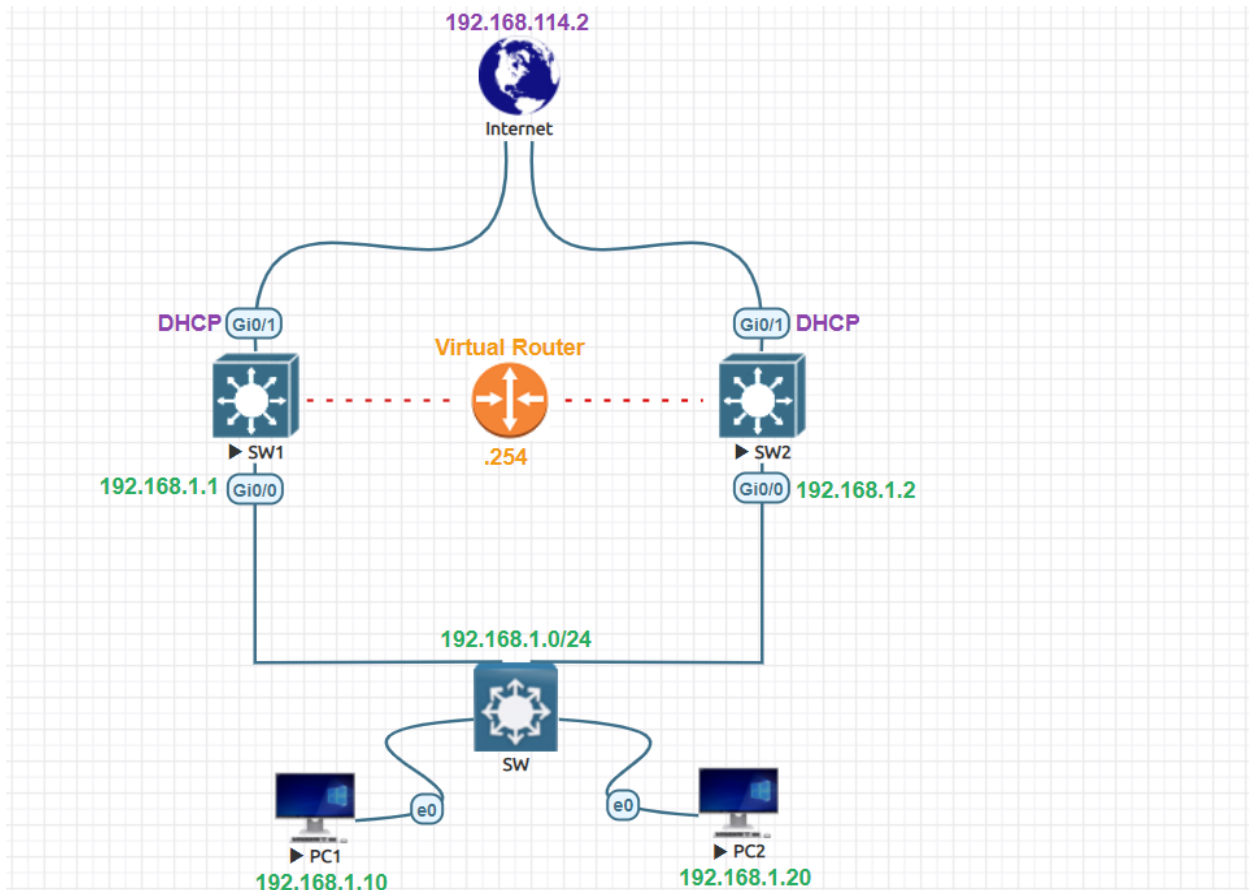 192.168.114.2
Internet
DHCP Gi0/1
Gi0/1 DHCP
Virtual Router
SW1
.254
SW2
192.168.1.1 Gi0/0
Gi0/0 192.168.1.2
192.168.1.0/24
SW
e0
e0
PC1
PC2
192.168.1.10
192.168.1.20